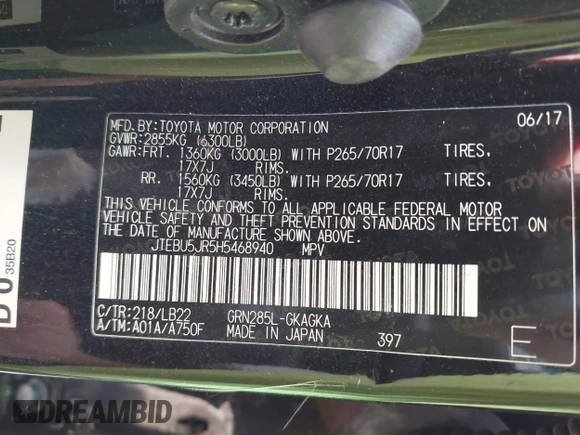 MFD.BY:TOYOTA MOTOR CORPORATION 06/17
GVWR:2855KG (6300LB)
GAWR:FRT. 1360KG (3000LB) WITH P265/70R17 TIRES.
17X7J RIMS.
RR. 1560KG (3450LB) WITH P265/70R17 TIRES.
17X7J RIMS.
THIS VEHICLE CONFORMS TO ALL APPLICABLE FEDERAL MOTOR
VEHICLE SAFETY AND THEFT PREVENTION STANDARDS IN EFFECT ON
THE DATE OF MANUFACTURE SHOWN ABOVE.
JTEBU5JR5H5468940 MPV
C/TR:218/LB22 GRN285L-GKAGKA
A/TM:A01A/A750F MADE IN JAPAN 397 E
35B20
DREAMBID